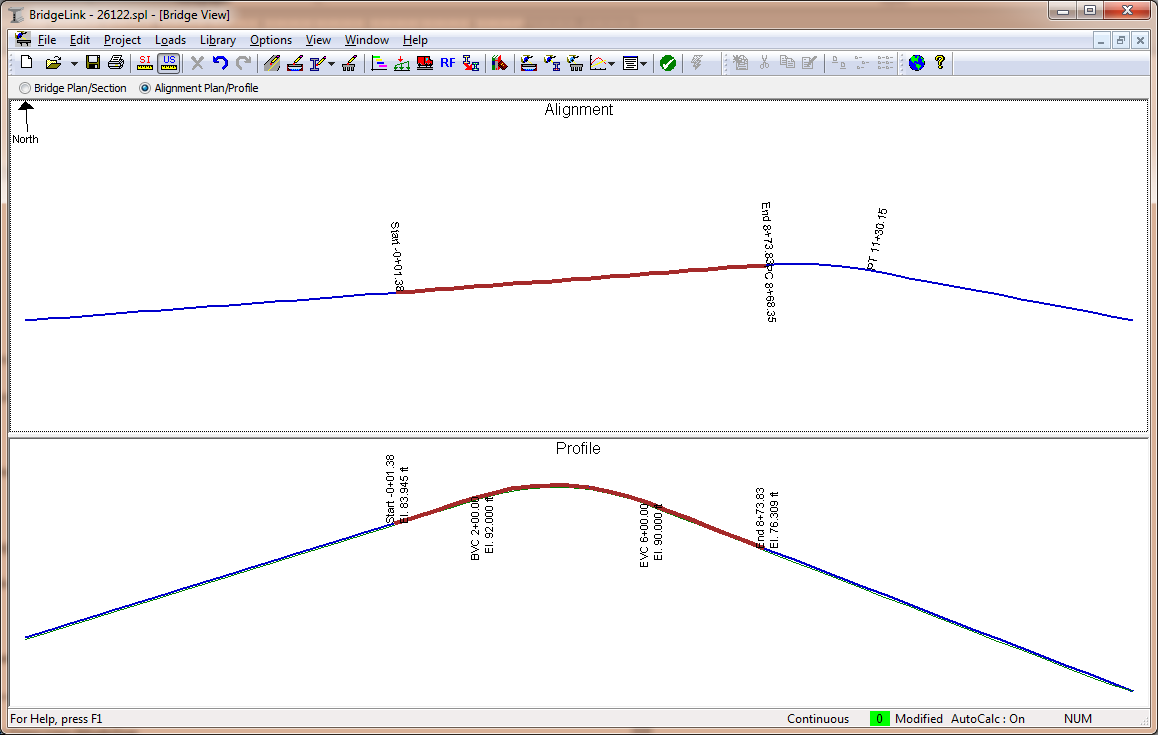 BridgeLink - 26122.spl - [Bridge View]
File Edit Project Loads Library Options View Window Help
SI US RF
Bridge Plan/Section Alignment Plan/Profile
Alignment
North
Start -0+01.38
End 8+73.83
PC 8+68.35
PT 11+30.15
Profile
Start -0+01.38
El. 83.945 ft
BVC 2+00.00
El. 92.000 ft
EVC 6+00.00
El. 90.000 ft
End 8+73.83
El. 76.309 ft
For Help, press F1 Continuous 0 Modified AutoCalc : On NUM